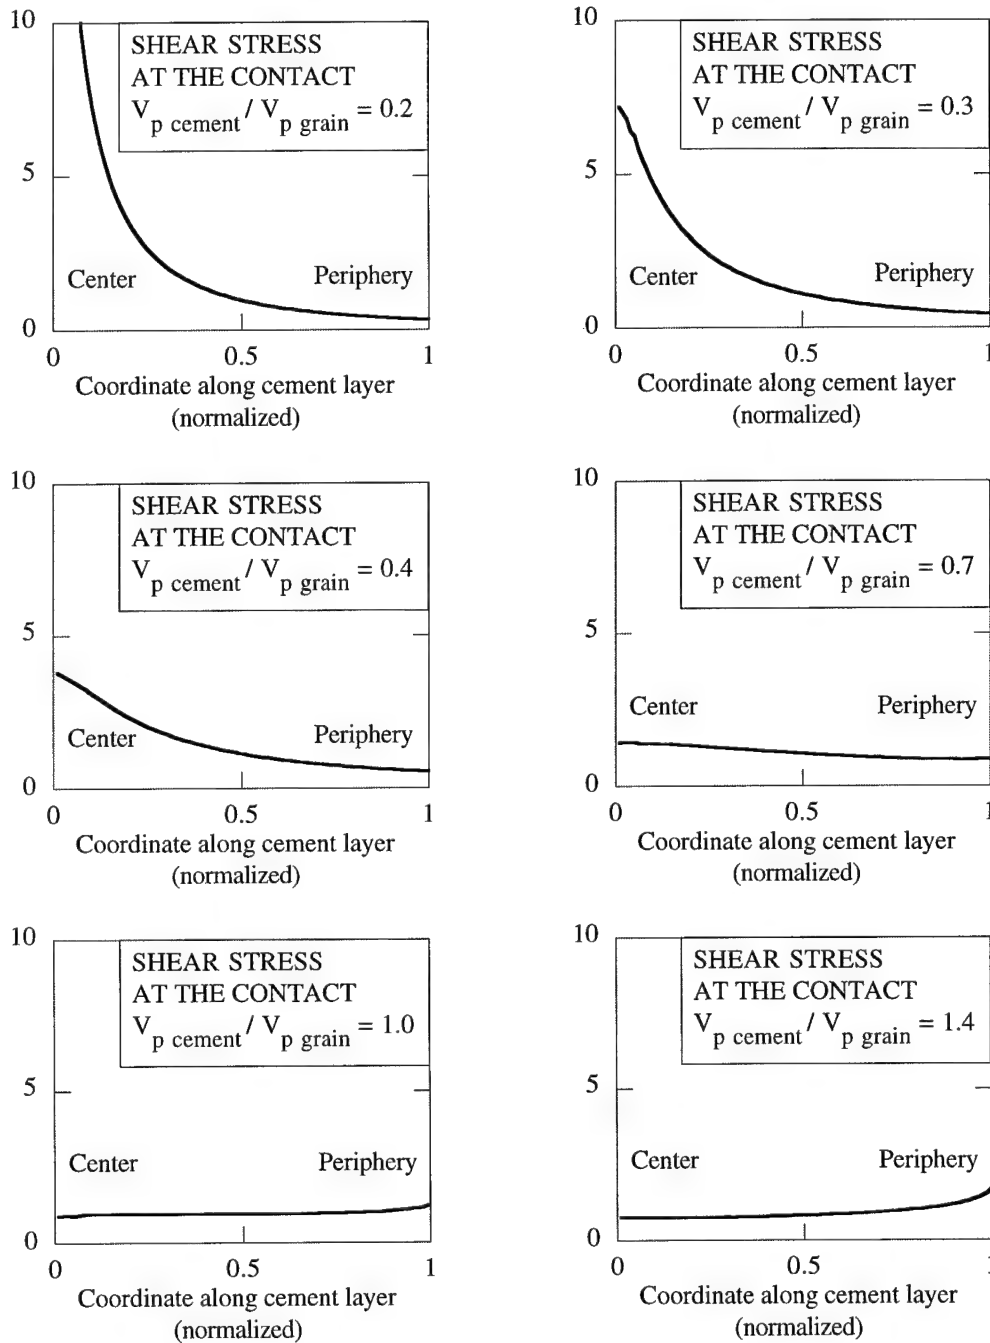 10
SHEAR STRESS
AT THE CONTACT
V p cement / V p grain = 0.2
5
Center
Periphery
0
0
0.5
1
Coordinate along cement layer
(normalized)
10
SHEAR STRESS
AT THE CONTACT
V p cement / V p grain = 0.3
5
Center
Periphery
0
0
0.5
1
Coordinate along cement layer
(normalized)
10
SHEAR STRESS
AT THE CONTACT
V p cement / V p grain = 0.4
5
Center
Periphery
0
0
0.5
1
Coordinate along cement layer
(normalized)
10
SHEAR STRESS
AT THE CONTACT
V p cement / V p grain = 0.7
5
Center
Periphery
0
0
0.5
1
Coordinate along cement layer
(normalized)
10
SHEAR STRESS
AT THE CONTACT
V p cement / V p grain = 1.0
5
Center
Periphery
0
0
0.5
1
Coordinate along cement layer
(normalized)
10
SHEAR STRESS
AT THE CONTACT
V p cement / V p grain = 1.4
5
Center
Periphery
0
0
0.5
1
Coordinate along cement layer
(normalized)